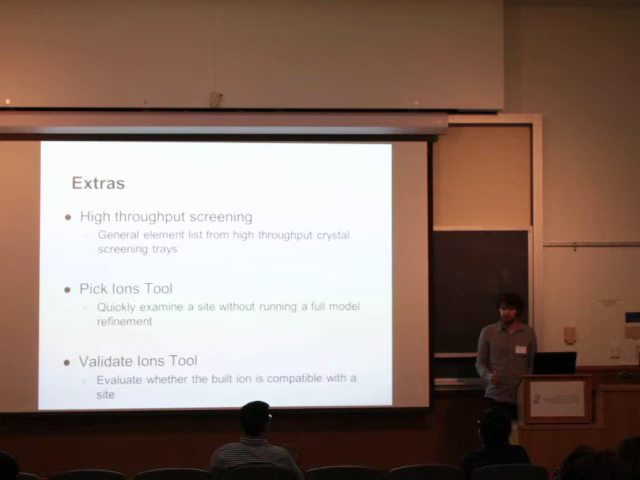 Extras
● High throughput screening
○ General element list from high throughput crystal
screening trays
● Pick Ions Tool
○ Quickly examine a site without running a full model
refinement
● Validate Ions Tool
○ Evaluate whether the built ion is compatible with a
site